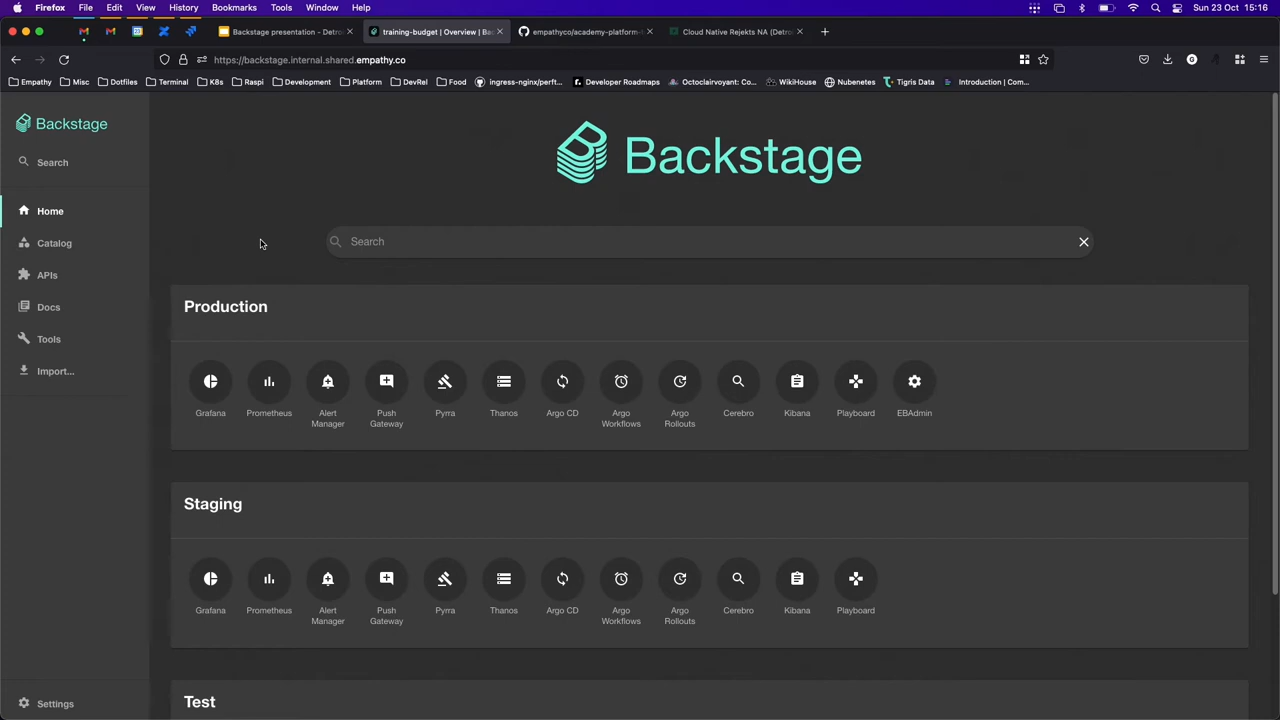 Firefox File Edit View History Bookmarks Tools Window Help Sun 23 Oct 15:16
Backstage presentation - Detro
training-budget | Overview | Bac
empathyco/academy-platform-
Cloud Native Rejekts NA (Detro
https://backstage.internal.shared.empathy.co
Empathy Misc Dotfiles Terminal K8s Raspi Development Platform DevRel Food ingress-nginx/perft... Developer Roadmaps Octoclairvoyant: Co... WikiHouse Nubenetes Tigris Data Introduction | Com...
Backstage
Search
Home
Catalog
APIs
Docs
Tools
Import...
Settings
Backstage
Search
Production
Grafana Prometheus Alert Manager Push Gateway Pyrra Thanos Argo CD Argo Workflows Argo Rollouts Cerebro Kibana Playboard EBAdmin
Staging
Grafana Prometheus Alert Manager Push Gateway Pyrra Thanos Argo CD Argo Workflows Argo Rollouts Cerebro Kibana Playboard
Test